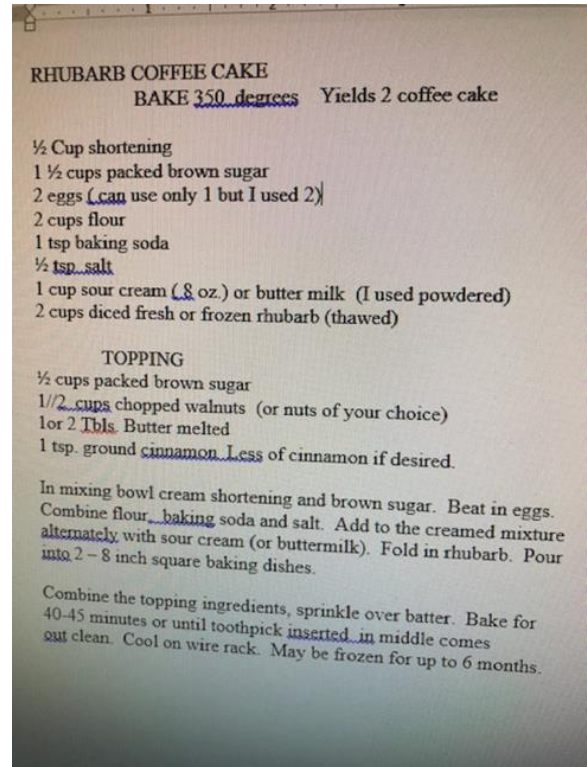 RHUBARB COFFEE CAKE
BAKE 350 degrees Yields 2 coffee cake
½ Cup shortening
1 ½ cups packed brown sugar
2 eggs ( can use only 1 but I used 2)
2 cups flour
1 tsp baking soda
½ tsp salt
1 cup sour cream ( 8 oz.) or butter milk (I used powdered)
2 cups diced fresh or frozen rhubarb (thawed)
TOPPING
½ cups packed brown sugar
1//2 cups chopped walnuts (or nuts of your choice)
1or 2 Tbls. Butter melted
1 tsp. ground cinnamon Less of cinnamon if desired.
In mixing bowl cream shortening and brown sugar. Beat in eggs.
Combine flour, baking soda and salt. Add to the creamed mixture
alternately with sour cream (or buttermilk). Fold in rhubarb. Pour
into 2 – 8 inch square baking dishes.
Combine the topping ingredients, sprinkle over batter. Bake for
40-45 minutes or until toothpick inserted in middle comes
out clean. Cool on wire rack. May be frozen for up to 6 months.